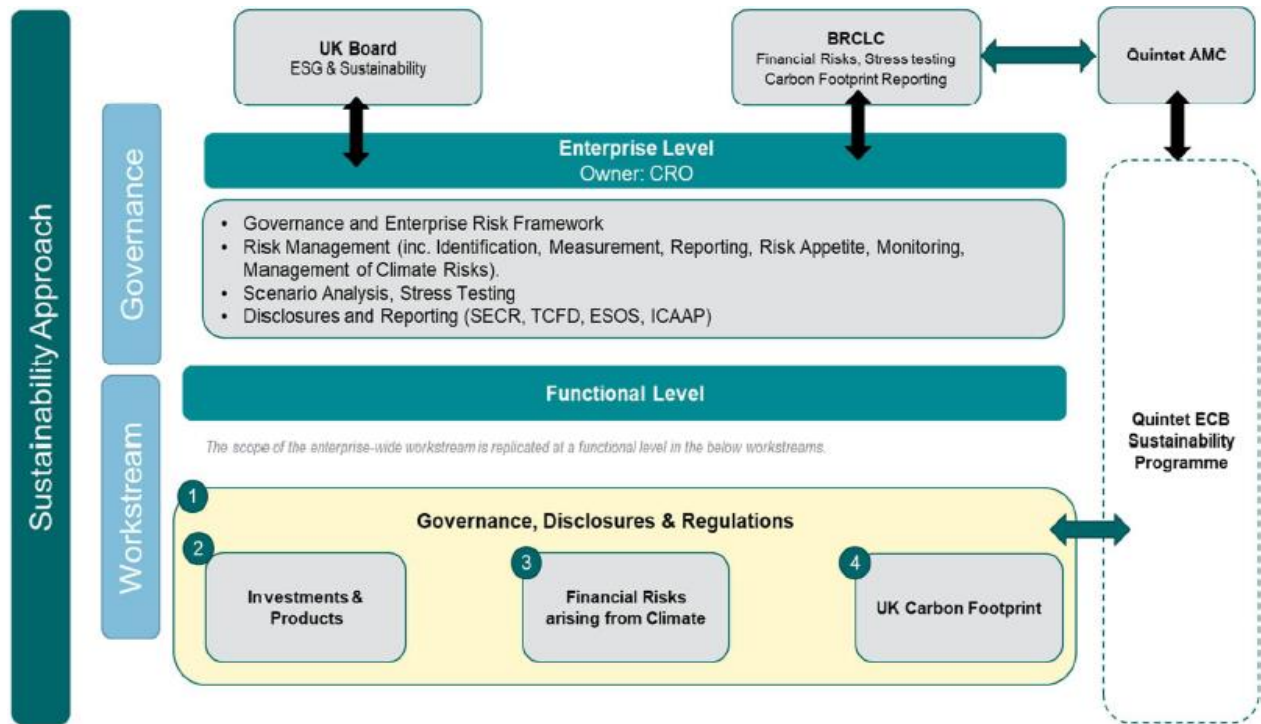 Sustainability Approach
Governance
Workstream
UK Board
ESG & Sustainability
BRCLC
Financial Risks, Stress testing
Carbon Footprint Reporting
Quintet AMC
Enterprise Level
Owner: CRO
• Governance and Enterprise Risk Framework
• Risk Management (inc. Identification, Measurement, Reporting, Risk Appetite, Monitoring,
Management of Climate Risks).
• Scenario Analysis, Stress Testing
• Disclosures and Reporting (SECR, TCFD, ESOS, ICAAP)
Functional Level
The scope of the enterprise-wide workstream is replicated at a functional level in the below workstreams.
Quintet ECB
Sustainability
Programme
1
Governance, Disclosures & Regulations
2
Investments &
Products
3
Financial Risks
arising from Climate
4
UK Carbon Footprint